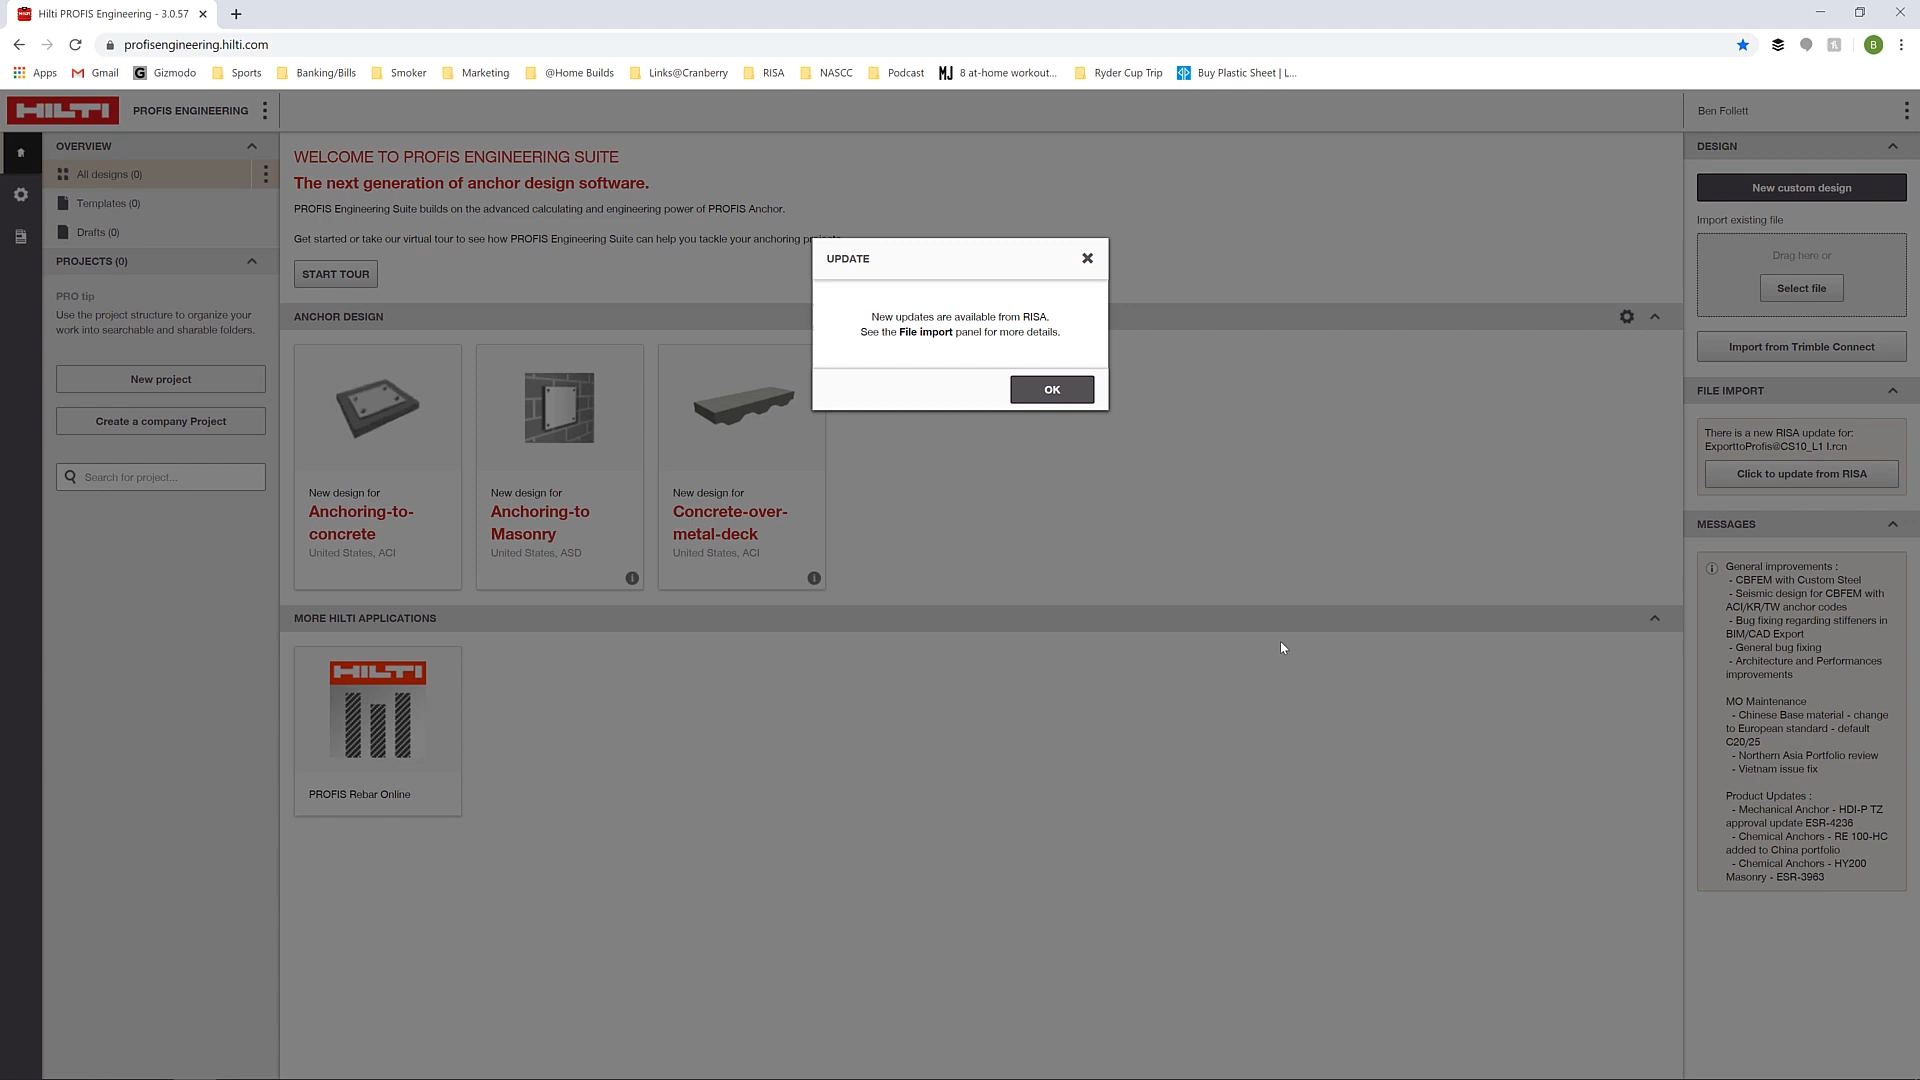 Hilti PROFIS Engineering - 3.0.57
profisengineering.hilti.com
B
Apps
Gmail
G Gizmodo
Sports
Banking/Bills
Smoker
Marketing
@Home Builds
Links@Cranberry
RISA
NASCC
Podcast
MJ 8 at-home workout...
Ryder Cup Trip
Buy Plastic Sheet | L...
HILTI
PROFIS ENGINEERING
Ben Follett
OVERVIEW
All designs (0)
Templates (0)
Drafts (0)
PROJECTS (0)
PRO tip
Use the project structure to organize your
work into searchable and sharable folders.
New project
Create a company Project
Search for project...
WELCOME TO PROFIS ENGINEERING SUITE
The next generation of anchor design software.
PROFIS Engineering Suite builds on the advanced calculating and engineering power of PROFIS Anchor.
Get started or take our virtual tour to see how PROFIS Engineering Suite can help you tackle your anchoring projects.
START TOUR
ANCHOR DESIGN
New design for
Anchoring-to-
concrete
United States, ACI
New design for
Anchoring-to
Masonry
United States, ASD
New design for
Concrete-over-
metal-deck
United States, ACI
MORE HILTI APPLICATIONS
HILTI
PROFIS Rebar Online
UPDATE
New updates are available from RISA.
See the File import panel for more details.
OK
DESIGN
New custom design
Import existing file
Drag here or
Select file
Import from Trimble Connect
FILE IMPORT
There is a new RISA update for:
ExporttoProfis@CS10_L1 I.rcn
Click to update from RISA
MESSAGES
General improvements :
- CBFEM with Custom Steel
- Seismic design for CBFEM with
ACI/KR/TW anchor codes
- Bug fixing regarding stiffeners in
BIM/CAD Export
- General bug fixing
- Architecture and Performances
improvements
MO Maintenance
- Chinese Base material - change
to European standard - default
C20/25
- Northern Asia Portfolio review
- Vietnam issue fix
Product Updates :
- Mechanical Anchor - HDI-P TZ
approval update ESR-4236
- Chemical Anchors - RE 100-HC
added to China portfolio
- Chemical Anchors - HY200
Masonry - ESR-3963